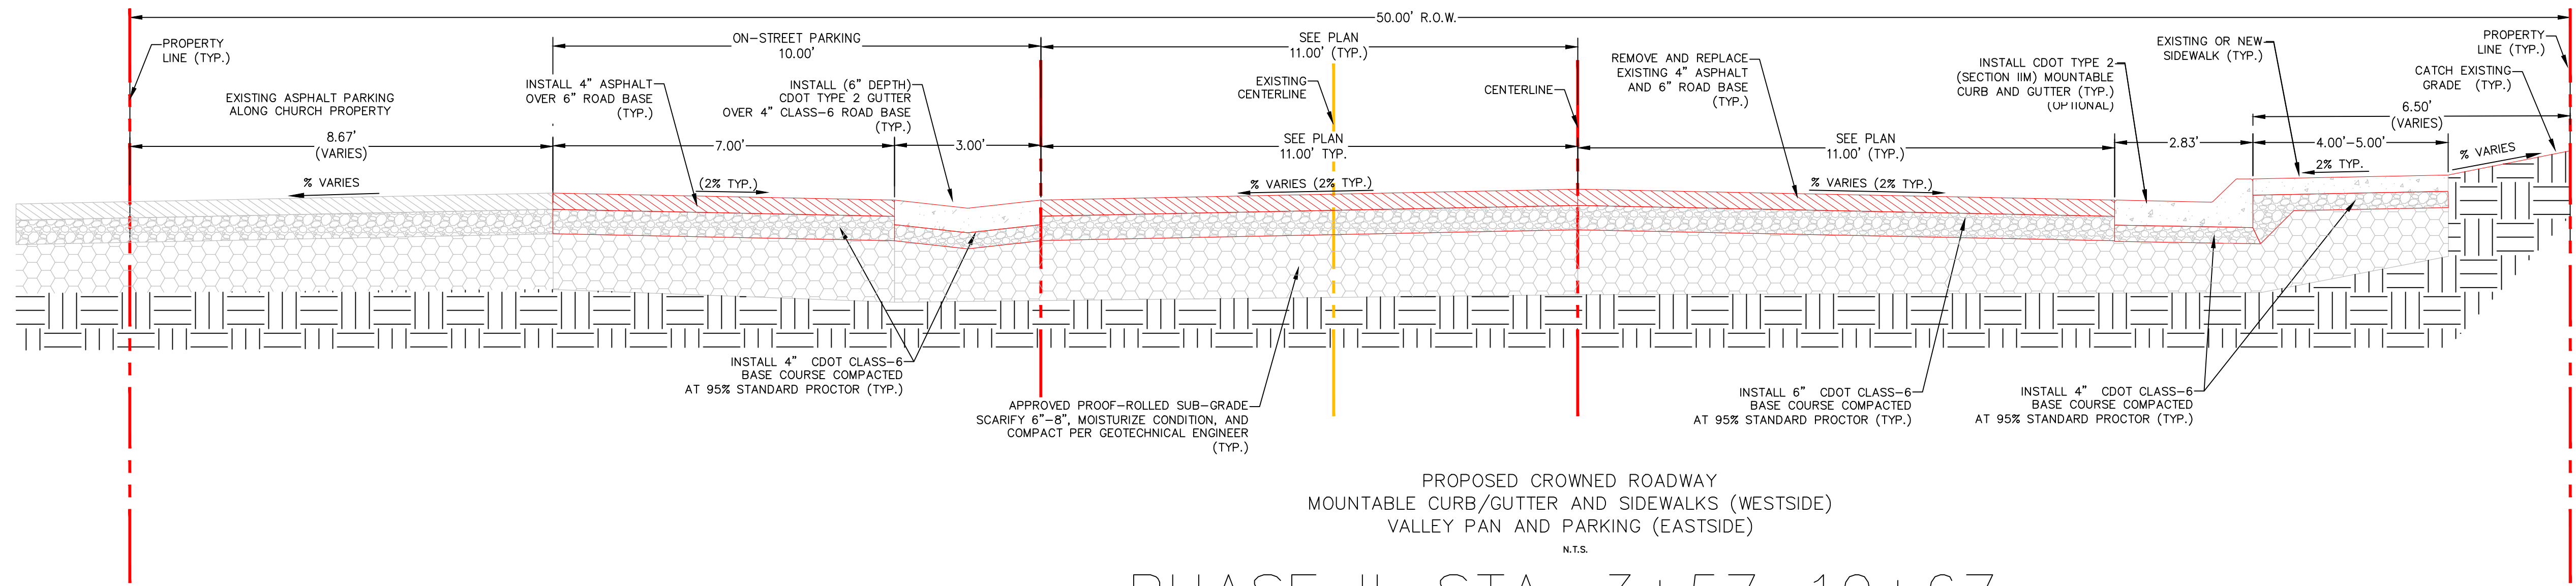 50.00' R.O.W.
PROPERTY
LINE (TYP.)
ON-STREET PARKING
10.00'
SEE PLAN
11.00' (TYP.)
PROPERTY
LINE (TYP.)
EXISTING ASPHALT PARKING
ALONG CHURCH PROPERTY
8.67'
(VARIES)
INSTALL 4" ASPHALT
OVER 6" ROAD BASE
(TYP.)
INSTALL (6" DEPTH)
CDOT TYPE 2 GUTTER
OVER 4" CLASS-6 ROAD BASE
(TYP.)
EXISTING
CENTERLINE
CENTERLINE
REMOVE AND REPLACE
EXISTING 4" ASPHALT
AND 6" ROAD BASE
(TYP.)
INSTALL CDOT TYPE 2
(SECTION IIM) MOUNTABLE
CURB AND GUTTER (TYP.)
(OPTIONAL)
EXISTING OR NEW
SIDEWALK (TYP.)
CATCH EXISTING
GRADE (TYP.)
6.50'
(VARIES)
7.00'
3.00'
SEE PLAN
11.00' TYP.
SEE PLAN
11.00' (TYP.)
2.83'
4.00'-5.00'
% VARIES
(2% TYP.)
% VARIES (2% TYP.)
% VARIES (2% TYP.)
2% TYP.
% VARIES
INSTALL 4" CDOT CLASS-6
BASE COURSE COMPACTED
AT 95% STANDARD PROCTOR (TYP.)
APPROVED PROOF-ROLLED SUB-GRADE
SCARIFY 6"-8", MOISTURIZE CONDITION, AND
COMPACT PER GEOTECHNICAL ENGINEER
(TYP.)
INSTALL 6" CDOT CLASS-6
BASE COURSE COMPACTED
AT 95% STANDARD PROCTOR (TYP.)
INSTALL 4" CDOT CLASS-6
BASE COURSE COMPACTED
AT 95% STANDARD PROCTOR (TYP.)
PROPOSED CROWNED ROADWAY
MOUNTABLE CURB/GUTTER AND SIDEWALKS (WESTSIDE)
VALLEY PAN AND PARKING (EASTSIDE)
N.T.S.
PHASE II STA.